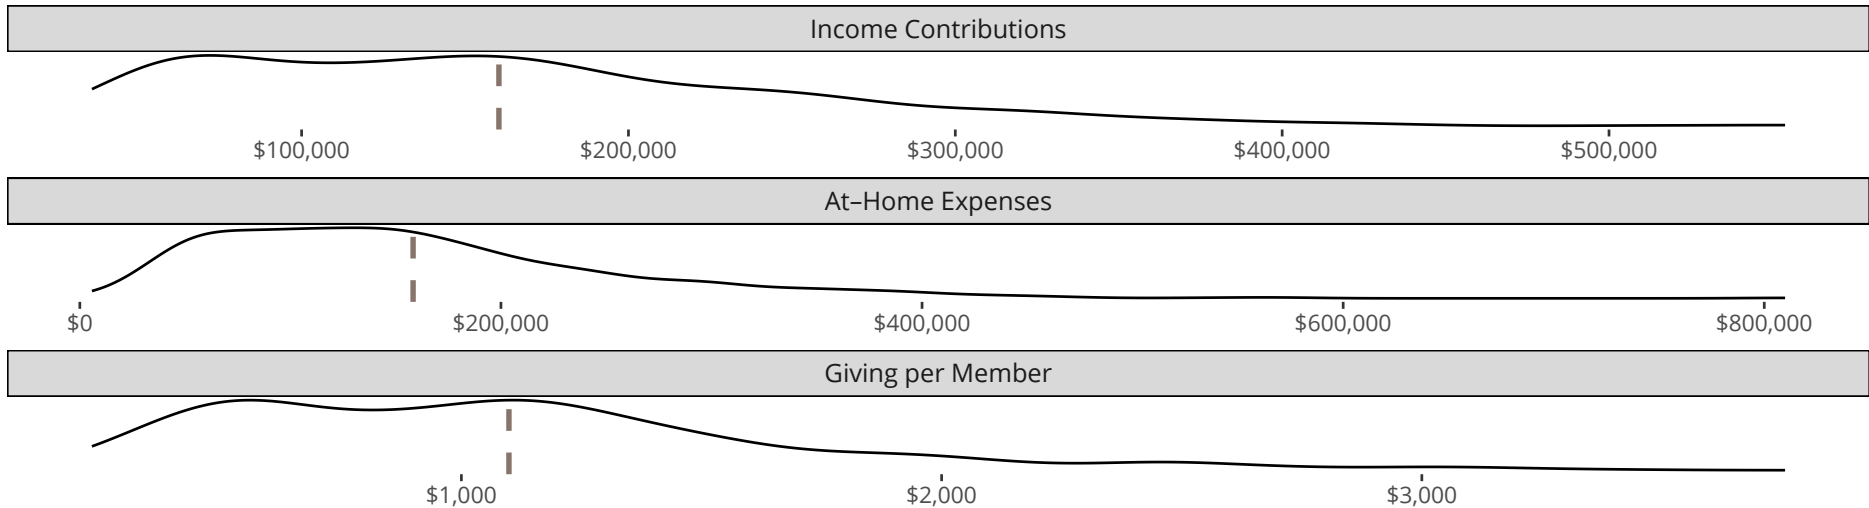 Income Contributions
$100,000 $200,000 $300,000 $400,000 $500,000
At–Home Expenses
$0 $200,000 $400,000 $600,000 $800,000
Giving per Member
$1,000 $2,000 $3,000